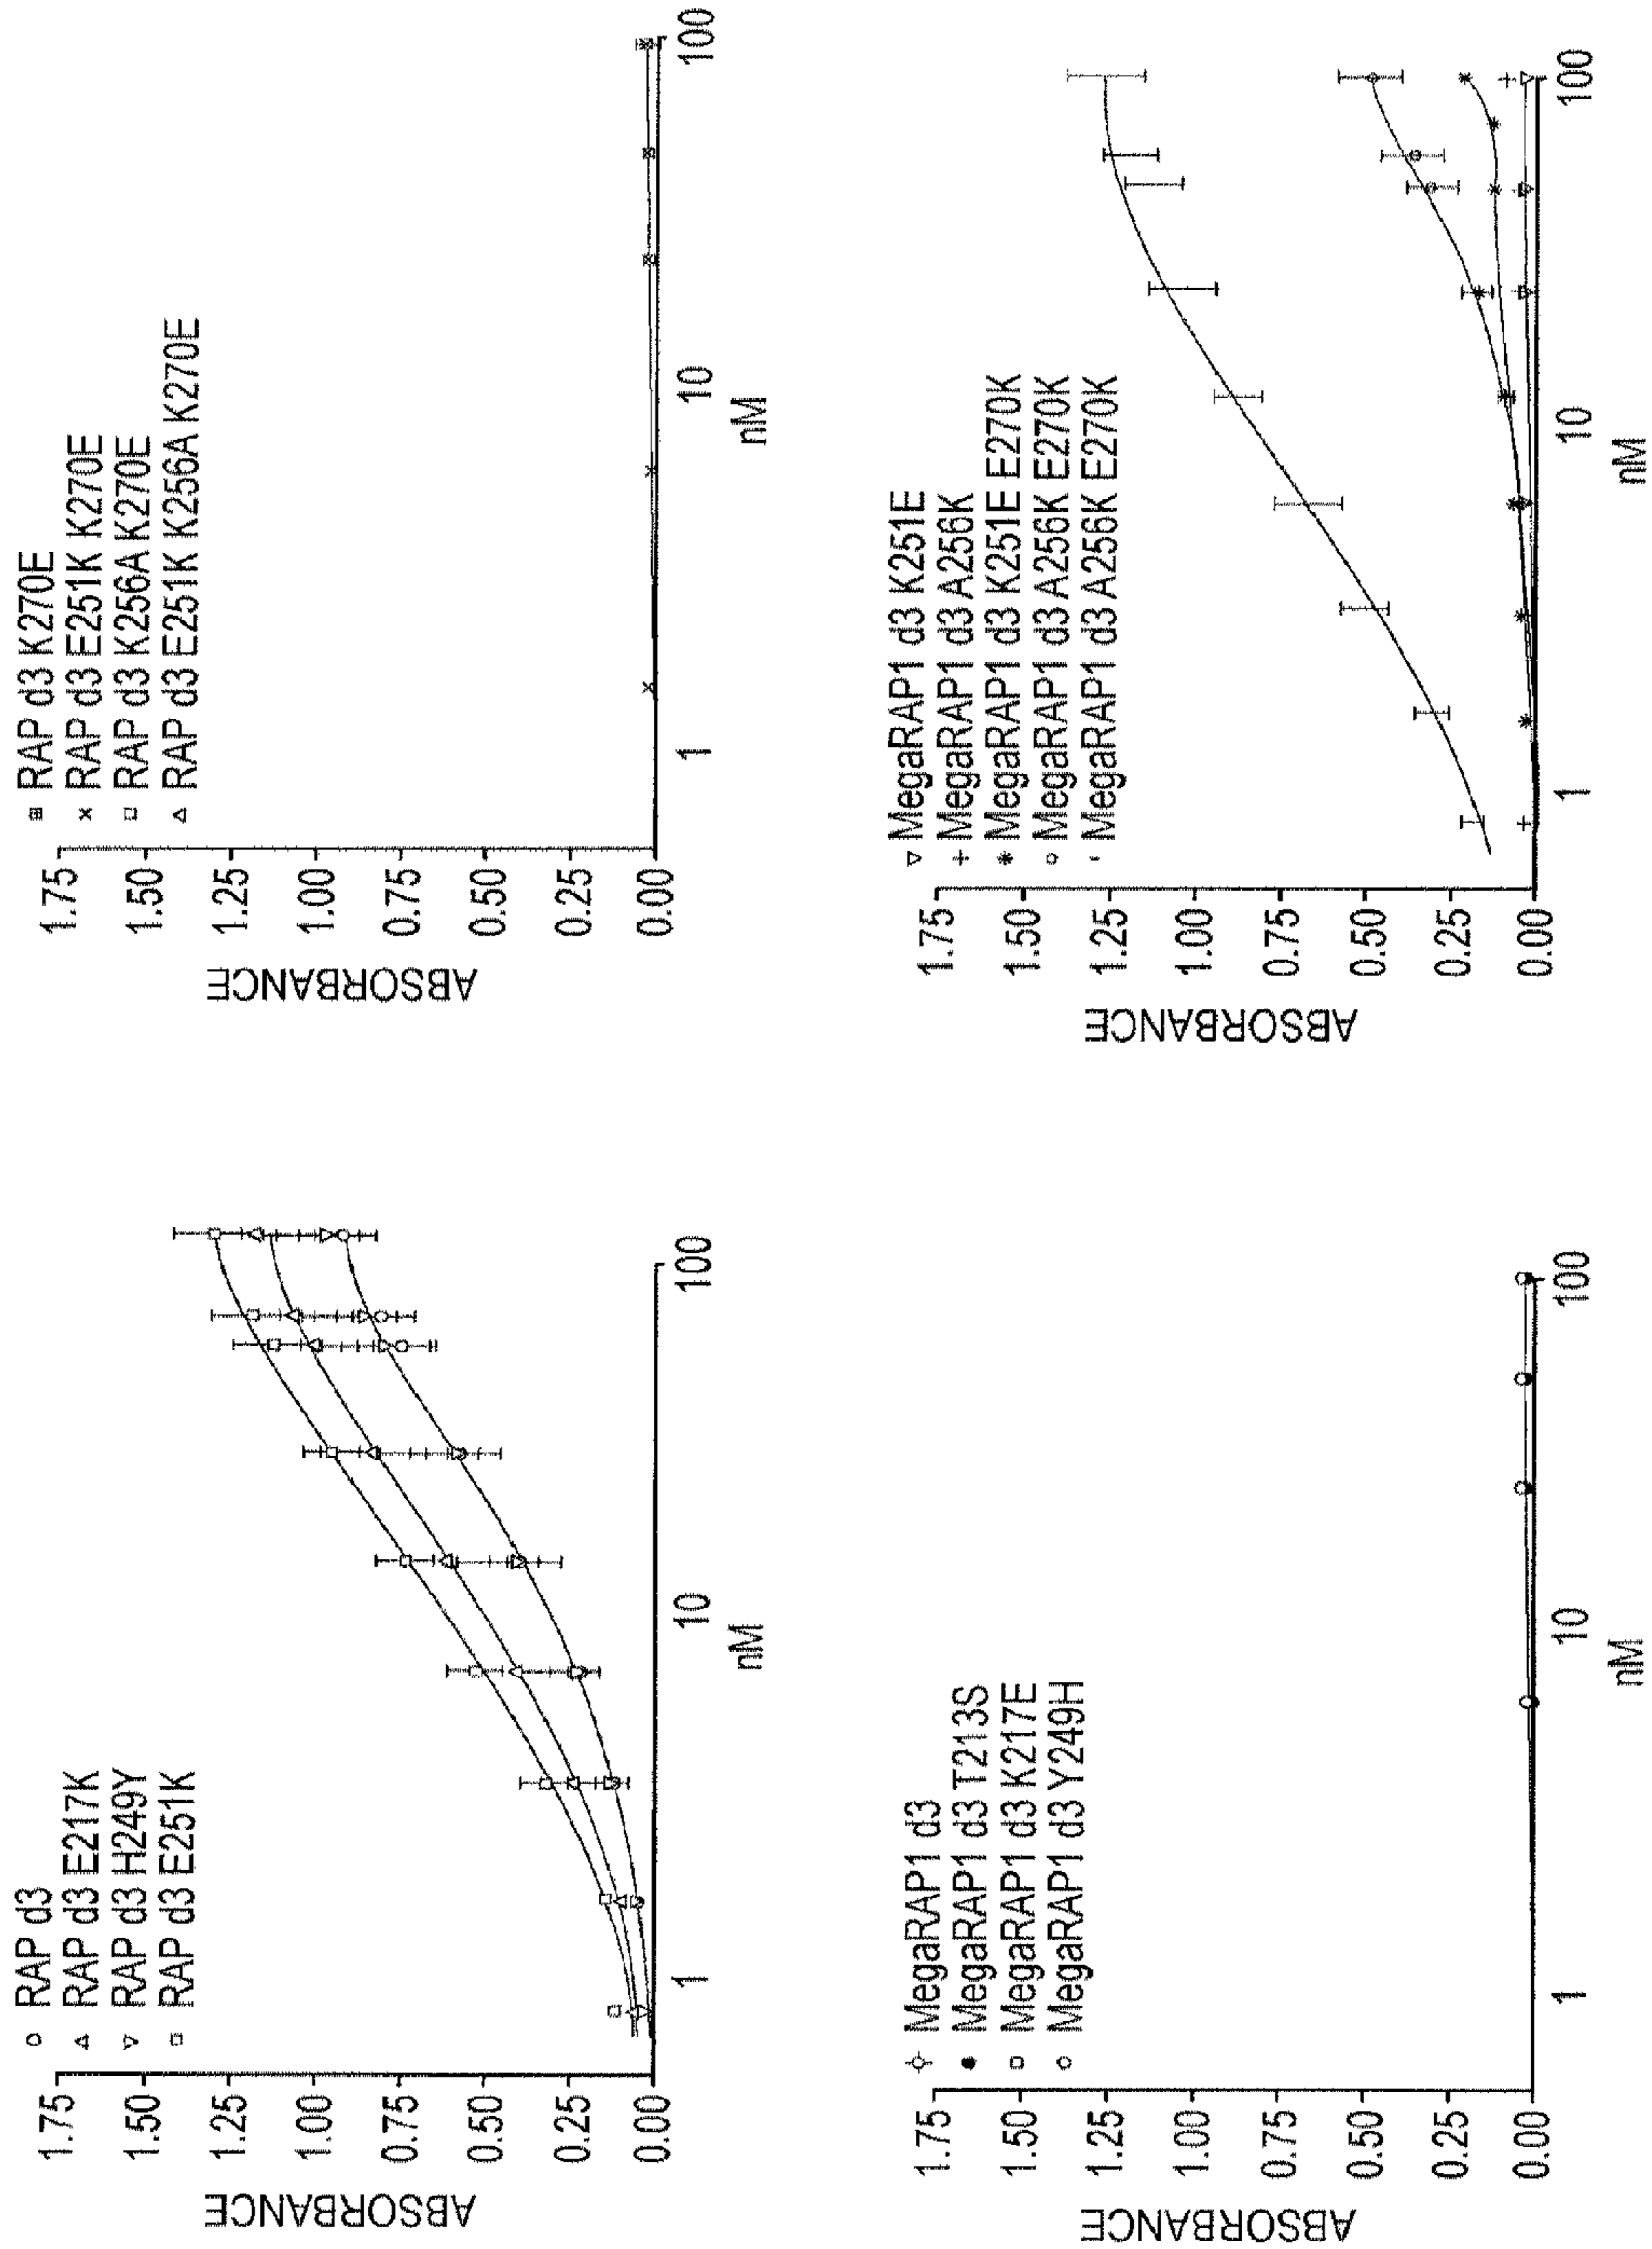 RAP d3
RAP d3 E217K
RAP d3 H249Y
RAP d3 E251K
1.75
1.50
1.25
1.00
0.75
0.50
0.25
0.00
ABSORBANCE
1
10
100
nM
RAP d3 K270E
RAP d3 E251K K270E
RAP d3 K256A K270E
RAP d3 E251K K256A K270E
1.75
1.50
1.25
1.00
0.75
0.50
0.25
0.00
ABSORBANCE
1
10
100
nM
MegaRAP1 d3
MegaRAP1 d3 T213S
MegaRAP1 d3 K217E
MegaRAP1 d3 Y249H
1.75
1.50
1.25
1.00
0.75
0.50
0.25
0.00
ABSORBANCE
1
10
100
nM
MegaRAP1 d3 K251E
MegaRAP1 d3 A256K
MegaRAP1 d3 K251E E270K
MegaRAP1 d3 A256K E270K
MegaRAP1 d3 A256K E270K
1.75
1.50
1.25
1.00
0.75
0.50
0.25
0.00
ABSORBANCE
1
10
100
nM